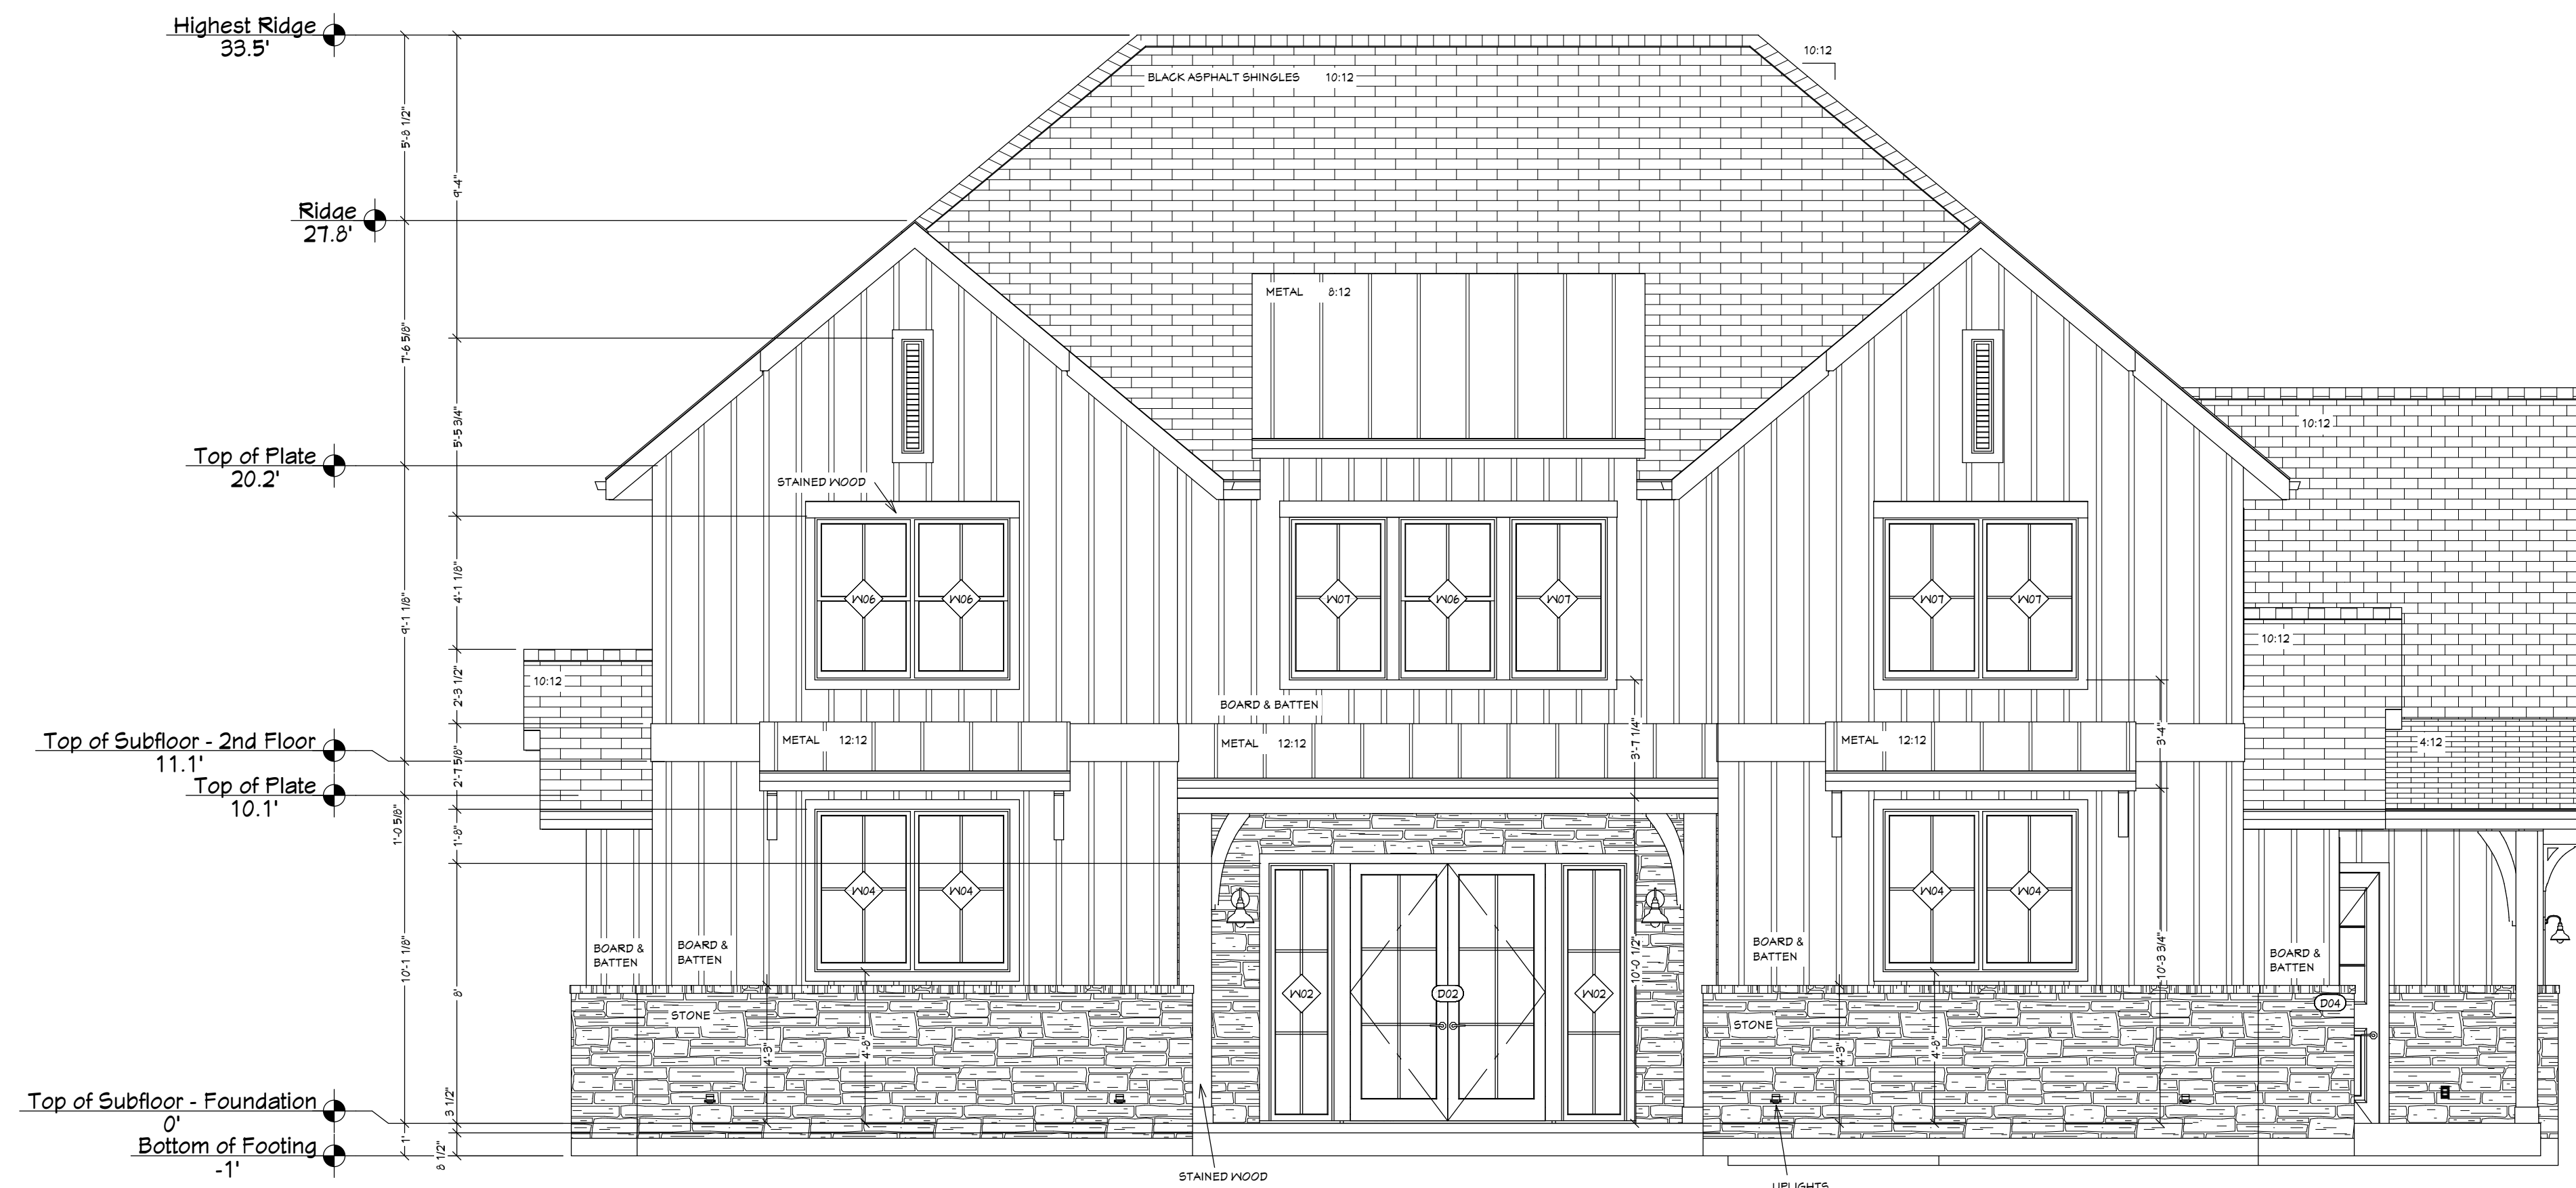 Highest Ridge
33.5'
10:12
BLACK ASPHALT SHINGLES 10:12
5'-8 1/2"
9'-4"
Ridge
27.8'
METAL 8:12
7'-6 5/8"
10:12
5'-5 3/4"
Top of Plate
20.2'
STAINED WOOD
4'-1 1/8"
9'-1 1/8"
W06
W06
W07
W06
W07
W07
W07
10:12
10:12
2'-3 1/2"
BOARD & BATTEN
Top of Subfloor - 2nd Floor
11.1'
METAL 12:12
METAL 12:12
METAL 12:12
3'-7 1/4"
3'-4"
4:12
2'-7 5/8"
Top of Plate
10.1'
1'-0 5/8"
1'-8"
W04
W04
W04
W04
BOARD &
BATTEN
BOARD &
BATTEN
BOARD &
BATTEN
BOARD &
BATTEN
10'-1 1/8"
8'
10'-0 1/2"
10'-3 3/4"
W02
D02
W02
D04
STONE
STONE
4'-3"
4'-8"
4'-3"
4'-8"
Top of Subfloor - Foundation
0'
3 1/2"
Bottom of Footing
-1'
1'
8 1/2"
STAINED WOOD
UPLIGHTS